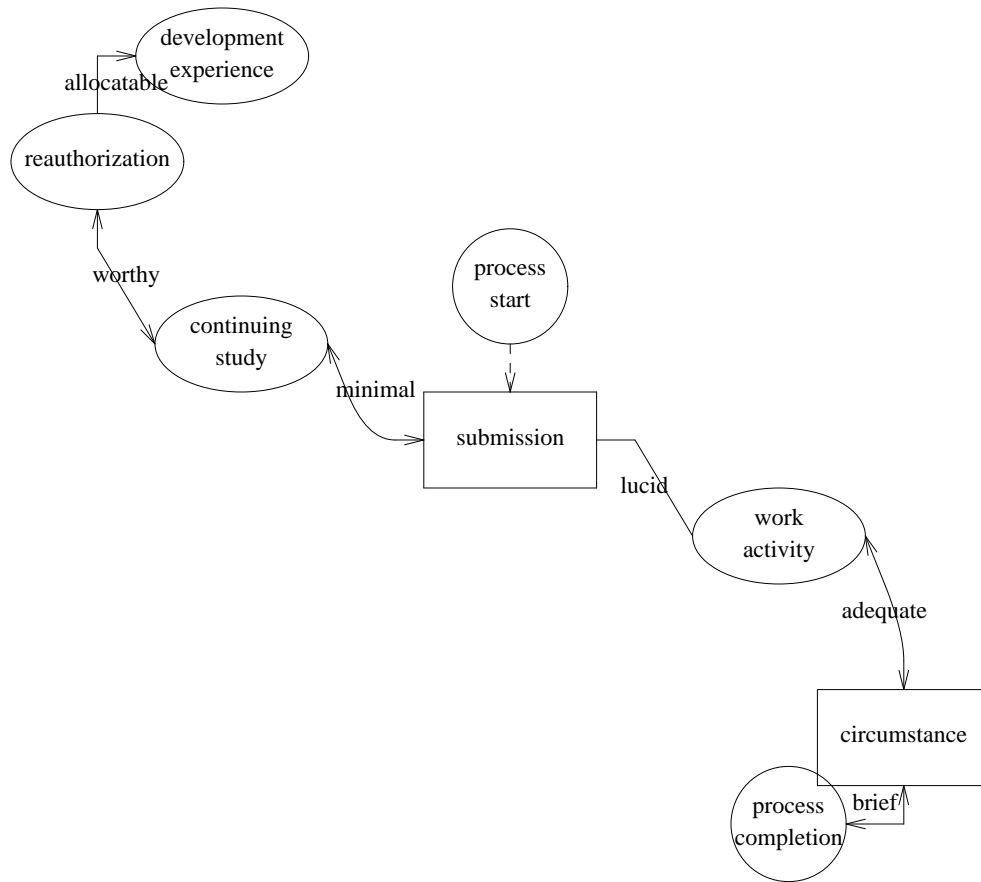 development
experience
allocatable
reauthorization
worthy
process
start
continuing
study
minimal
submission
lucid
work
activity
adequate
circumstance
brief
process
completion